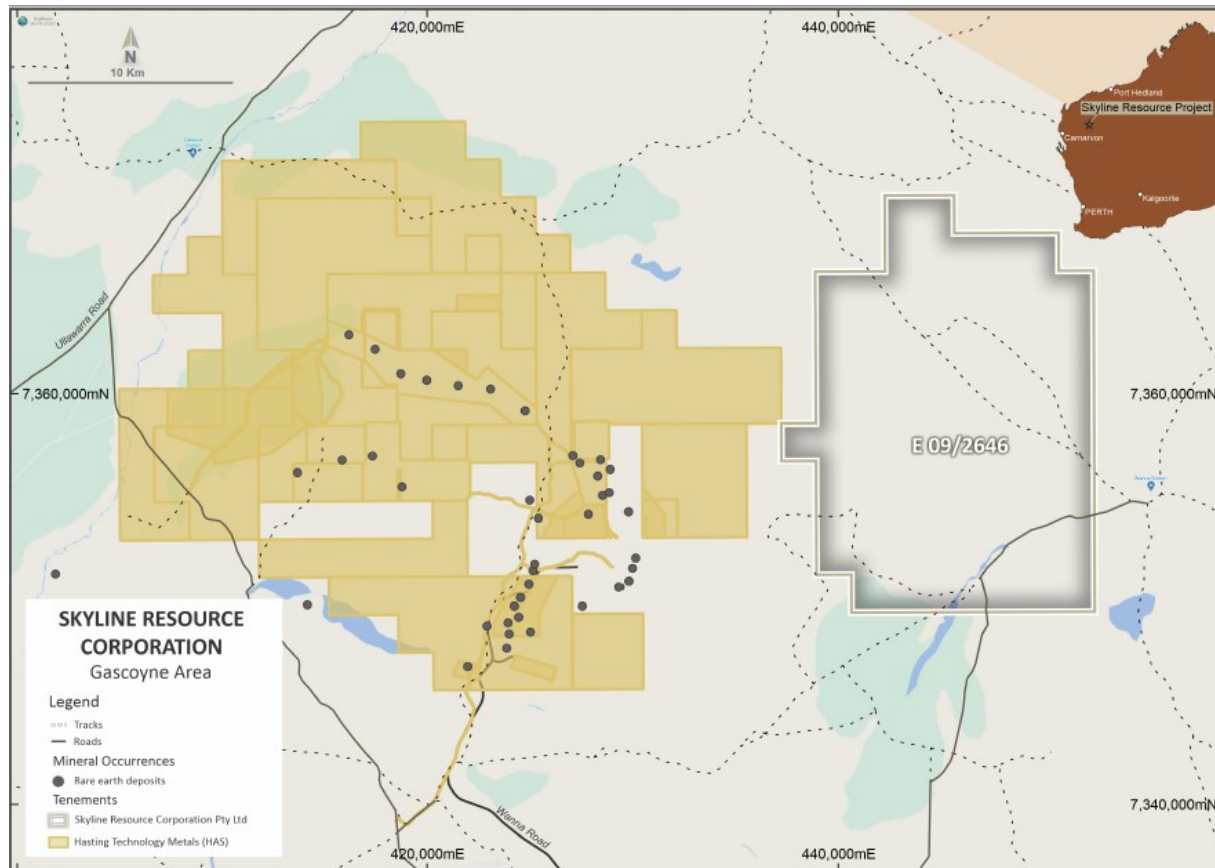 420,000mE
440,000mE
N
10 Km
Port Hedland
Skyline Resource Project
Carnarvon
Kalgoorlie
PERTH
Ullawarra Road
7,360,000mN
7,360,000mN
E 09/2646
SKYLINE RESOURCE
CORPORATION
Gascoyne Area
Legend
Tracks
Roads
Mineral Occurrences
Rare earth deposits
Tenements
Skyline Resource Corporation Pty Ltd
Hasting Technology Metals (HAS)
7,340,000mN
Wanna Road
420,000mE
440,000mE